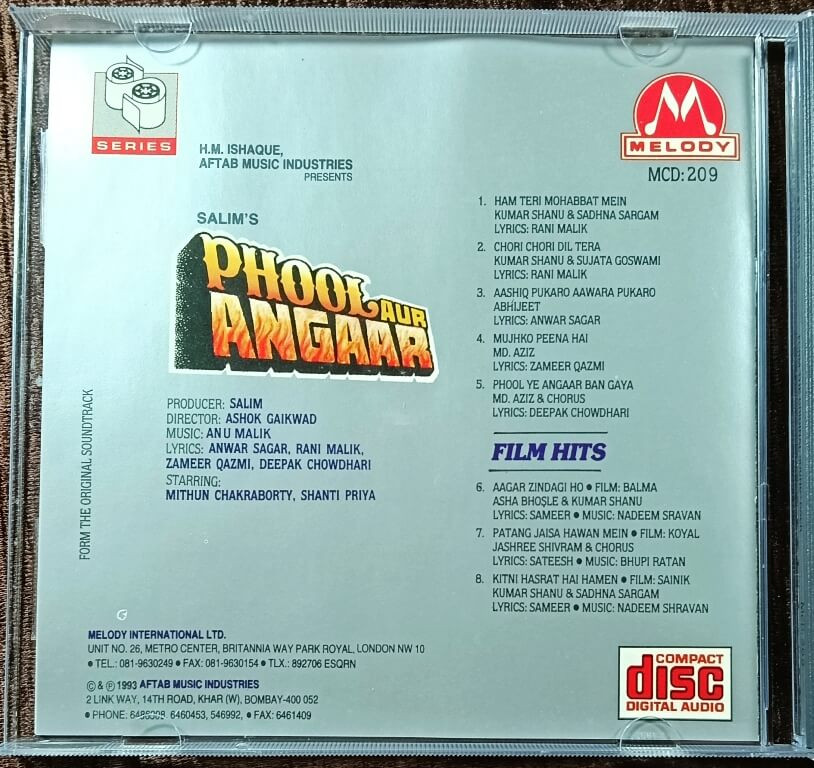 SERIES
H.M. ISHAQUE,
AFTAB MUSIC INDUSTRIES
PRESENTS
SALIM'S
PHOOL AUR
ANGAAR
PRODUCER: SALIM
DIRECTOR: ASHOK GAIKWAD
MUSIC: ANU MALIK
LYRICS: ANWAR SAGAR, RANI MALIK,
ZAMEER QAZMI, DEEPAK CHOWDHARI
STARRING:
MITHUN CHAKRABORTY, SHANTI PRIYA
FORM THE ORIGINAL SOUNDTRACK
MELODY INTERNATIONAL LTD.
UNIT NO. 26, METRO CENTER, BRITANNIA WAY PARK ROYAL, LONDON NW 10
● TEL.: 081-9630249 ● FAX: 081-9630154 ● TLX.: 892706 ESQRN
© & ℗ 1993 AFTAB MUSIC INDUSTRIES
2 LINK WAY, 14TH ROAD, KHAR (W), BOMBAY-400 052
● PHONE: 6460453, 546992, ● FAX: 6461409
MELODY
MCD:209
1. HAM TERI MOHABBAT MEIN
KUMAR SHANU & SADHNA SARGAM
LYRICS: RANI MALIK
2. CHORI CHORI DIL TERA
KUMAR SHANU & SUJATA GOSWAMI
LYRICS: RANI MALIK
3. AASHIQ PUKARO AAWARA PUKARO
ABHIJEET
LYRICS: ANWAR SAGAR
4. MUJHKO PEENA HAI
MD. AZIZ
LYRICS: ZAMEER QAZMI
5. PHOOL YE ANGAAR BAN GAYA
MD. AZIZ & CHORUS
LYRICS: DEEPAK CHOWDHARI
FILM HITS
6. AAGAR ZINDAGI HO ● FILM: BALMA
ASHA BHOSLE & KUMAR SHANU
LYRICS: SAMEER ● MUSIC: NADEEM SRAVAN
7. PATANG JAISA HAWAN MEIN ● FILM: KOYAL
JASHREE SHIVRAM & CHORUS
LYRICS: SATEESH ● MUSIC: BHUPI RATAN
8. KITNI HASRAT HAI HAMEN ● FILM: SAINIK
KUMAR SHANU & SADHNA SARGAM
LYRICS: SAMEER ● MUSIC: NADEEM SHRAVAN
COMPACT
disc
DIGITAL AUDIO